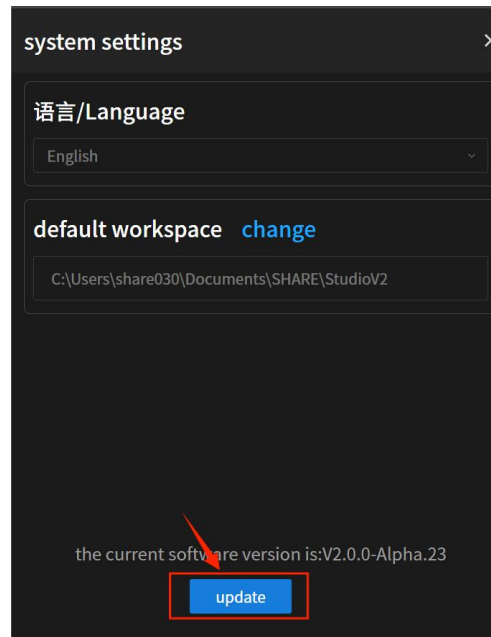 system settings
语言/Language
English
default workspace change
C:\Users\share030\Documents\SHARE\StudioV2
the current software version is:V2.0.0-Alpha.23
update